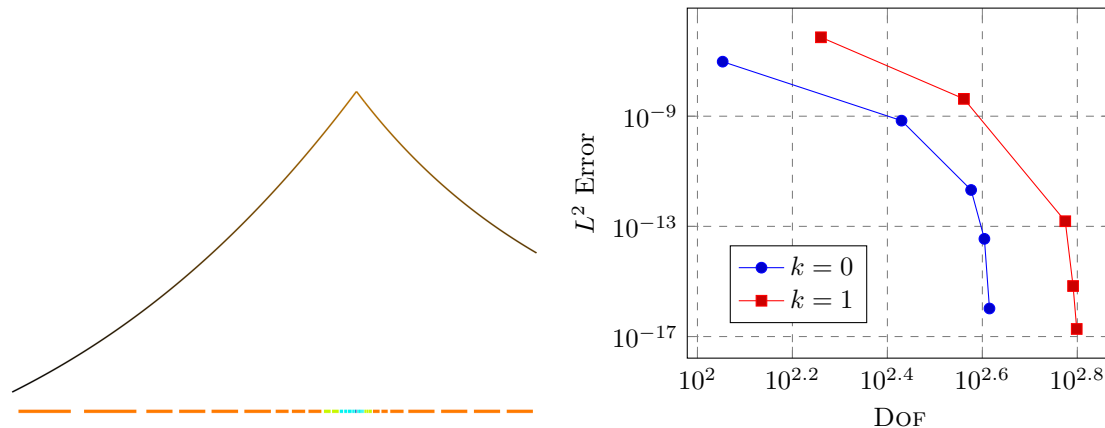 10^{-9}
10^{-13}
10^{-17}
L^2 Error
k = 0
k = 1
10^2 10^{2.2} 10^{2.4} 10^{2.6} 10^{2.8}
DOF